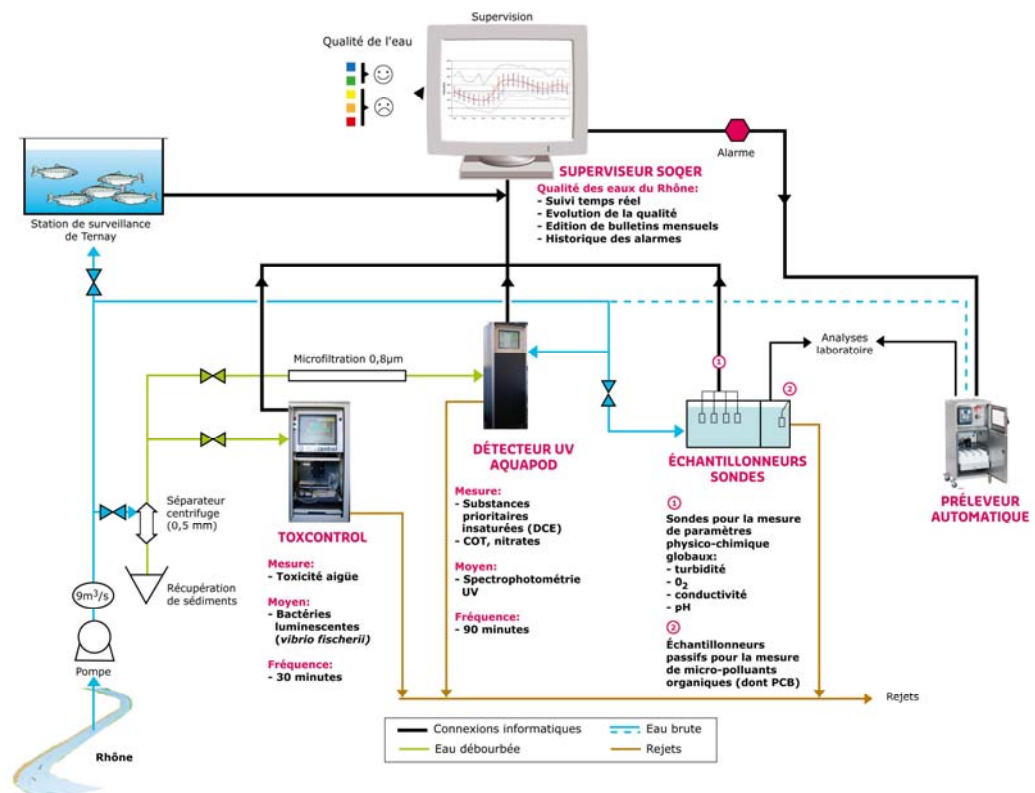 Supervision
Qualité de l'eau
Alarme
SUPERVISEUR SOQER
Qualité des eaux du Rhône:
- Suivi temps réel
- Evolution de la qualité
- Edition de bulletins mensuels
- Historique des alarmes
Station de surveillance
de Ternay
Microfiltration 0,8µm
Analyses
laboratoire
1
2
Séparateur
centrifuge
(0,5 mm)
Récupération
de sédiments
9m³/s
Pompe
Rhône
TOXCONTROL
Mesure:
- Toxicité aigüe
Moyen:
- Bactéries
luminescentes
(vibrio fischerii)
Fréquence:
- 30 minutes
DÉTECTEUR UV
AQUAPOD
Mesure:
- Substances
prioritaires
insaturées (DCE)
- COT, nitrates
Moyen:
- Spectrophotométrie
UV
Fréquence:
- 90 minutes
ÉCHANTILLONNEURS
SONDES
1
Sondes pour la mesure
de paramètres
physico-chimique
globaux:
- turbidité
- 0₂
- conductivité
- pH
2
Échantillonneurs
passifs pour la mesure
de micro-polluants
organiques (dont PCB)
PRÉLEVEUR
AUTOMATIQUE
Rejets
Connexions informatiques
Eau brute
Eau débourbée
Rejets